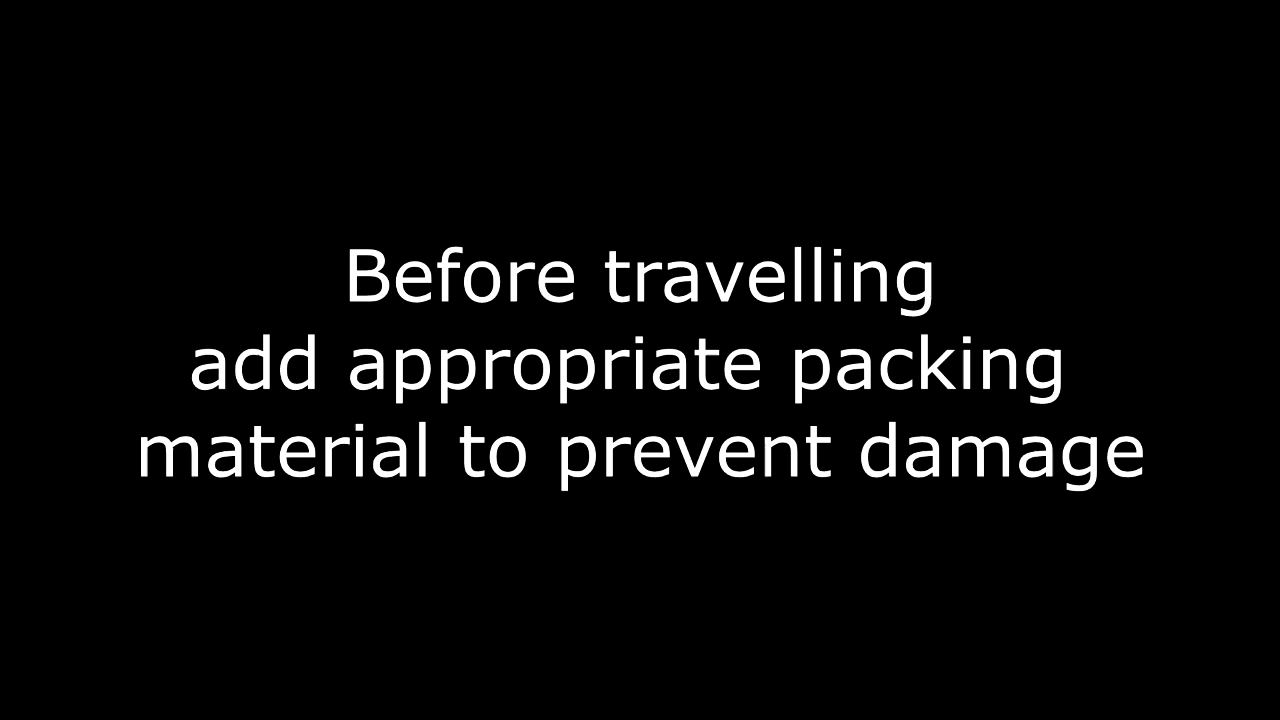 Before travelling
add appropriate packing
material to prevent damage